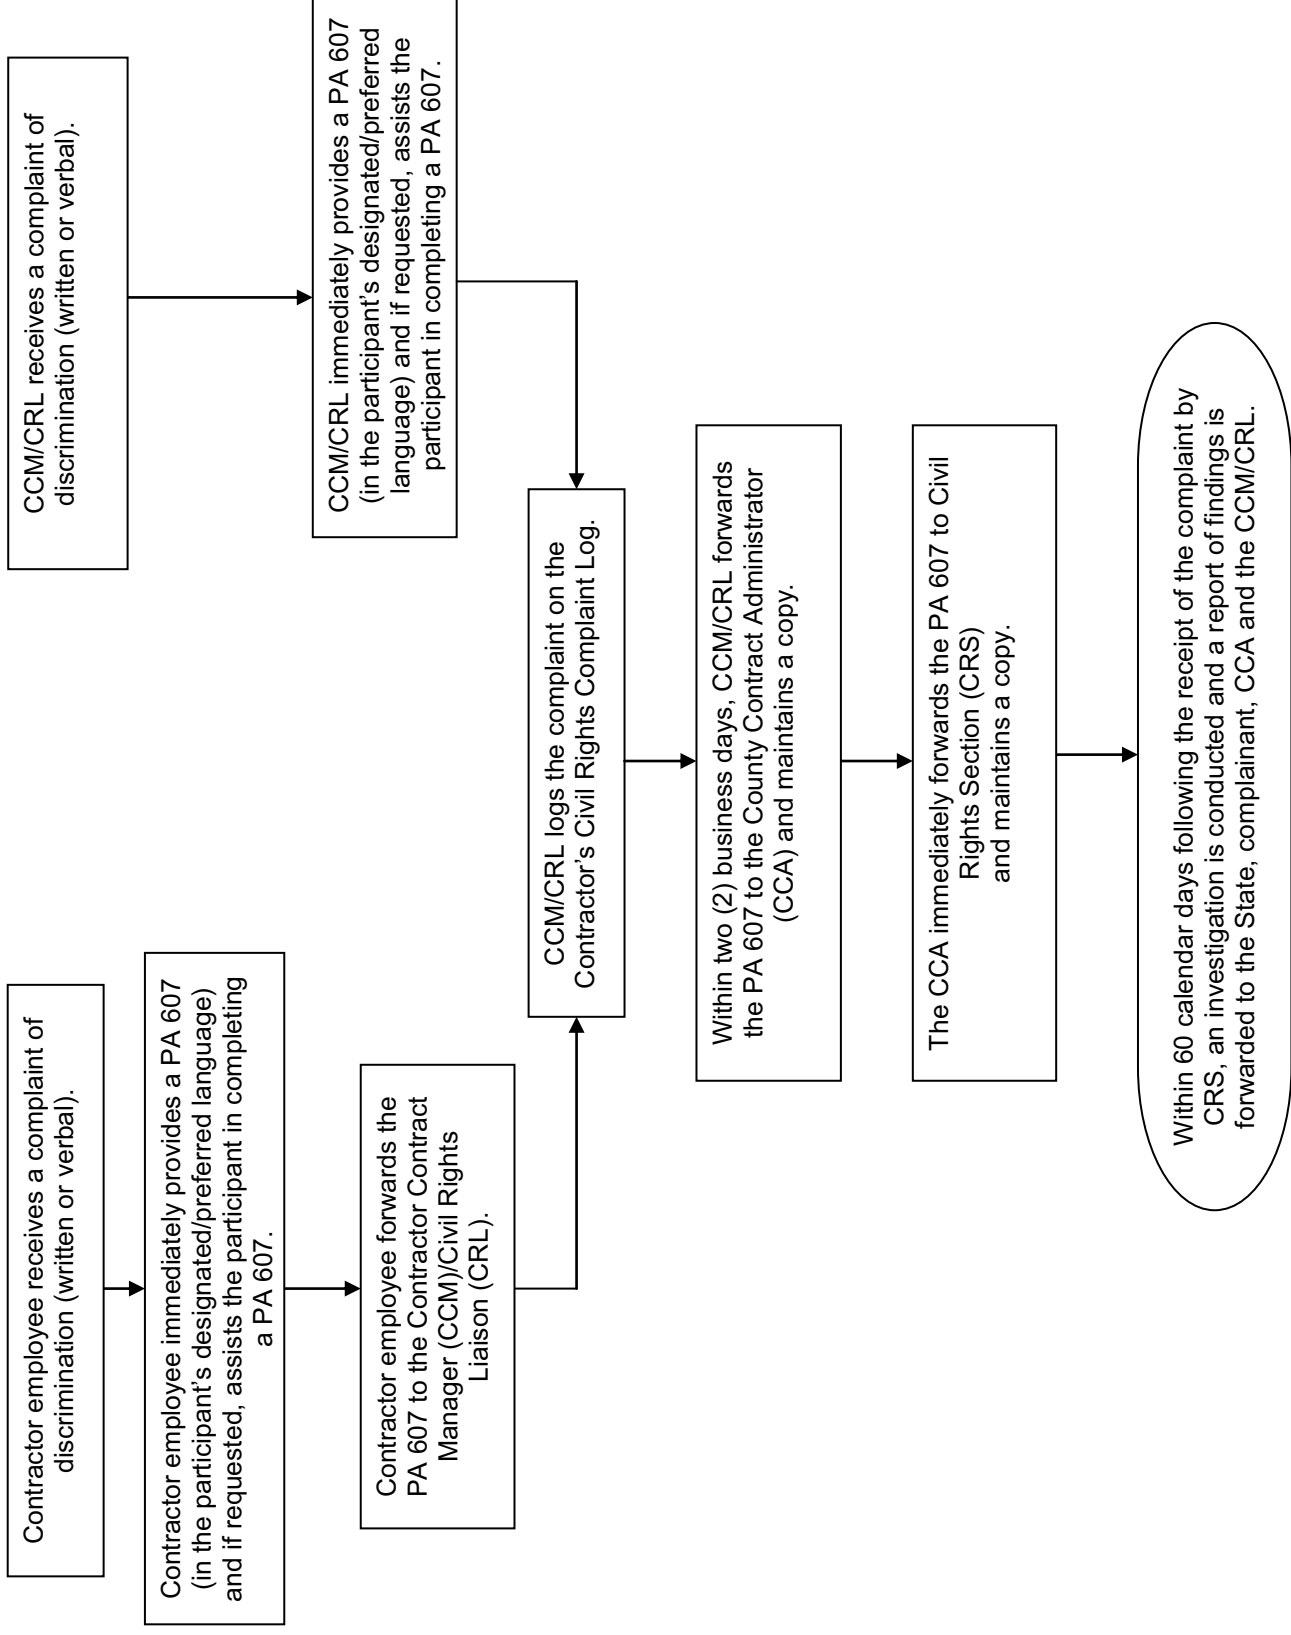 Contractor employee receives a complaint of
discrimination (written or verbal).
Contractor employee immediately provides a PA 607
(in the participant's designated/preferred language)
and if requested, assists the participant in completing
a PA 607.
Contractor employee forwards the
PA 607 to the Contractor Contract
Manager (CCM)/Civil Rights
Liaison (CRL).
CCM/CRL receives a complaint of
discrimination (written or verbal).
CCM/CRL immediately provides a PA 607
(in the participant's designated/preferred
language) and if requested, assists the
participant in completing a PA 607.
CCM/CRL logs the complaint on the
Contractor's Civil Rights Complaint Log.
Within two (2) business days, CCM/CRL forwards
the PA 607 to the County Contract Administrator
(CCA) and maintains a copy.
The CCA immediately forwards the PA 607 to Civil
Rights Section (CRS)
and maintains a copy.
Within 60 calendar days following the receipt of the complaint by
CRS, an investigation is conducted and a report of findings is
forwarded to the State, complainant, CCA and the CCM/CRL.